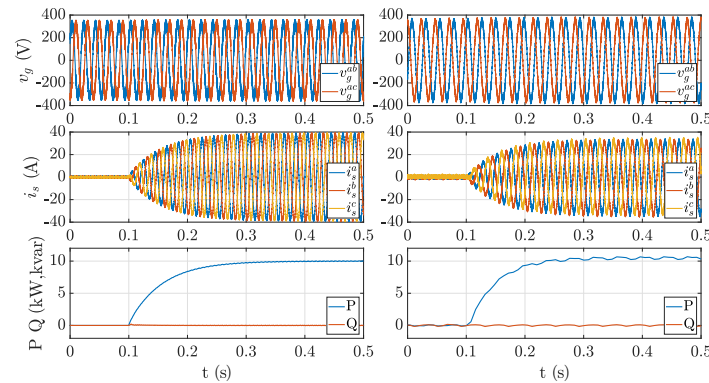 v_g (V)
400
200
0
-200
-400
v_g^{ab}
v_g^{ac}
0 0.1 0.2 0.3 0.4 0.5
400
200
0
-200
-400
v_g^{ab}
v_g^{ac}
0 0.1 0.2 0.3 0.4 0.5
i_s (A)
40
20
0
-20
-40
i_s^a
i_s^b
i_s^c
0 0.1 0.2 0.3 0.4 0.5
40
20
0
-20
-40
i_s^a
i_s^b
i_s^c
0 0.1 0.2 0.3 0.4 0.5
P Q (kW,kvar)
10
5
0
P
Q
0 0.1 0.2 0.3 0.4 0.5
t (s)
10
5
0
P
Q
0 0.1 0.2 0.3 0.4 0.5
t (s)